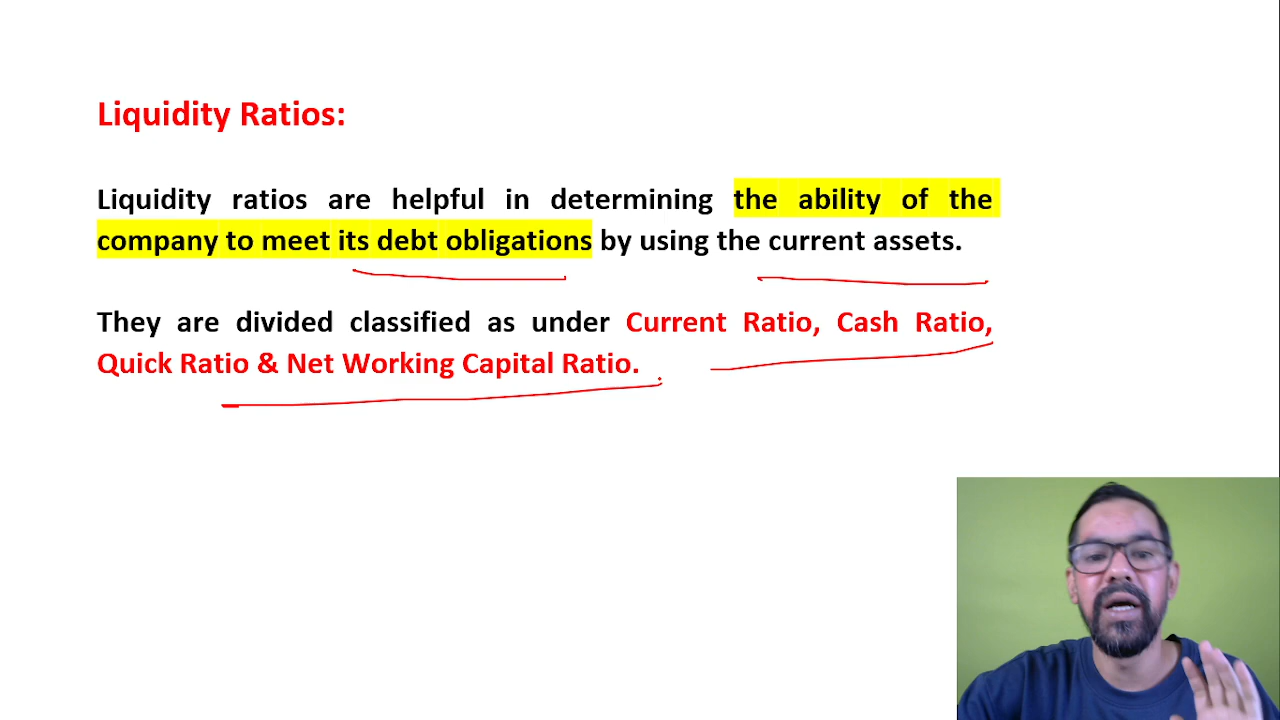 Liquidity Ratios:
Liquidity ratios are helpful in determining the ability of the
company to meet its debt obligations by using the current assets.
They are divided classified as under Current Ratio, Cash Ratio,
Quick Ratio & Net Working Capital Ratio.